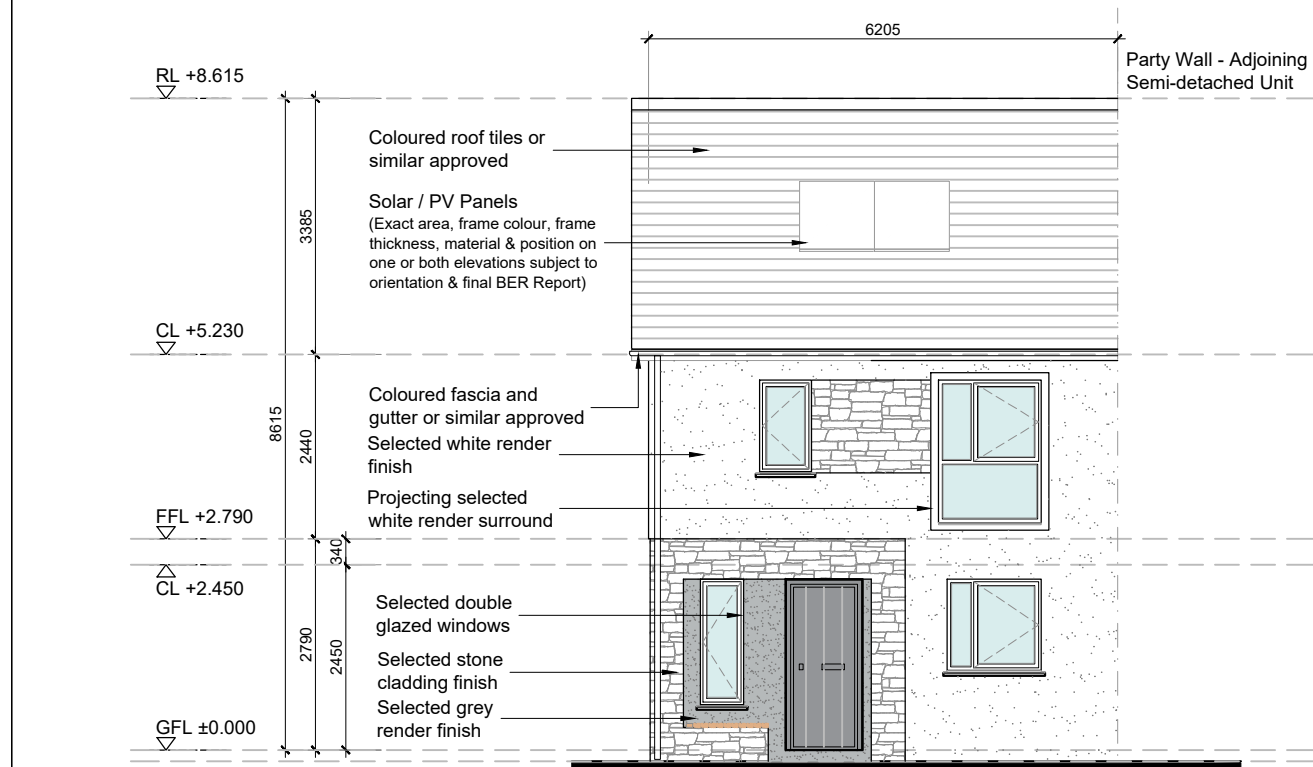 6205
Party Wall - Adjoining
Semi-detached Unit
RL +8.615
Coloured roof tiles or
similar approved
Solar / PV Panels
(Exact area, frame colour, frame
thickness, material & position on
one or both elevations subject to
orientation & final BER Report)
3385
CL +5.230
Coloured fascia and
gutter or similar approved
8615
2440
Selected white render
finish
Projecting selected
white render surround
FFL +2.790
340
CL +2.450
Selected double
glazed windows
2790
2450
Selected stone
cladding finish
Selected grey
render finish
GFL ±0.000